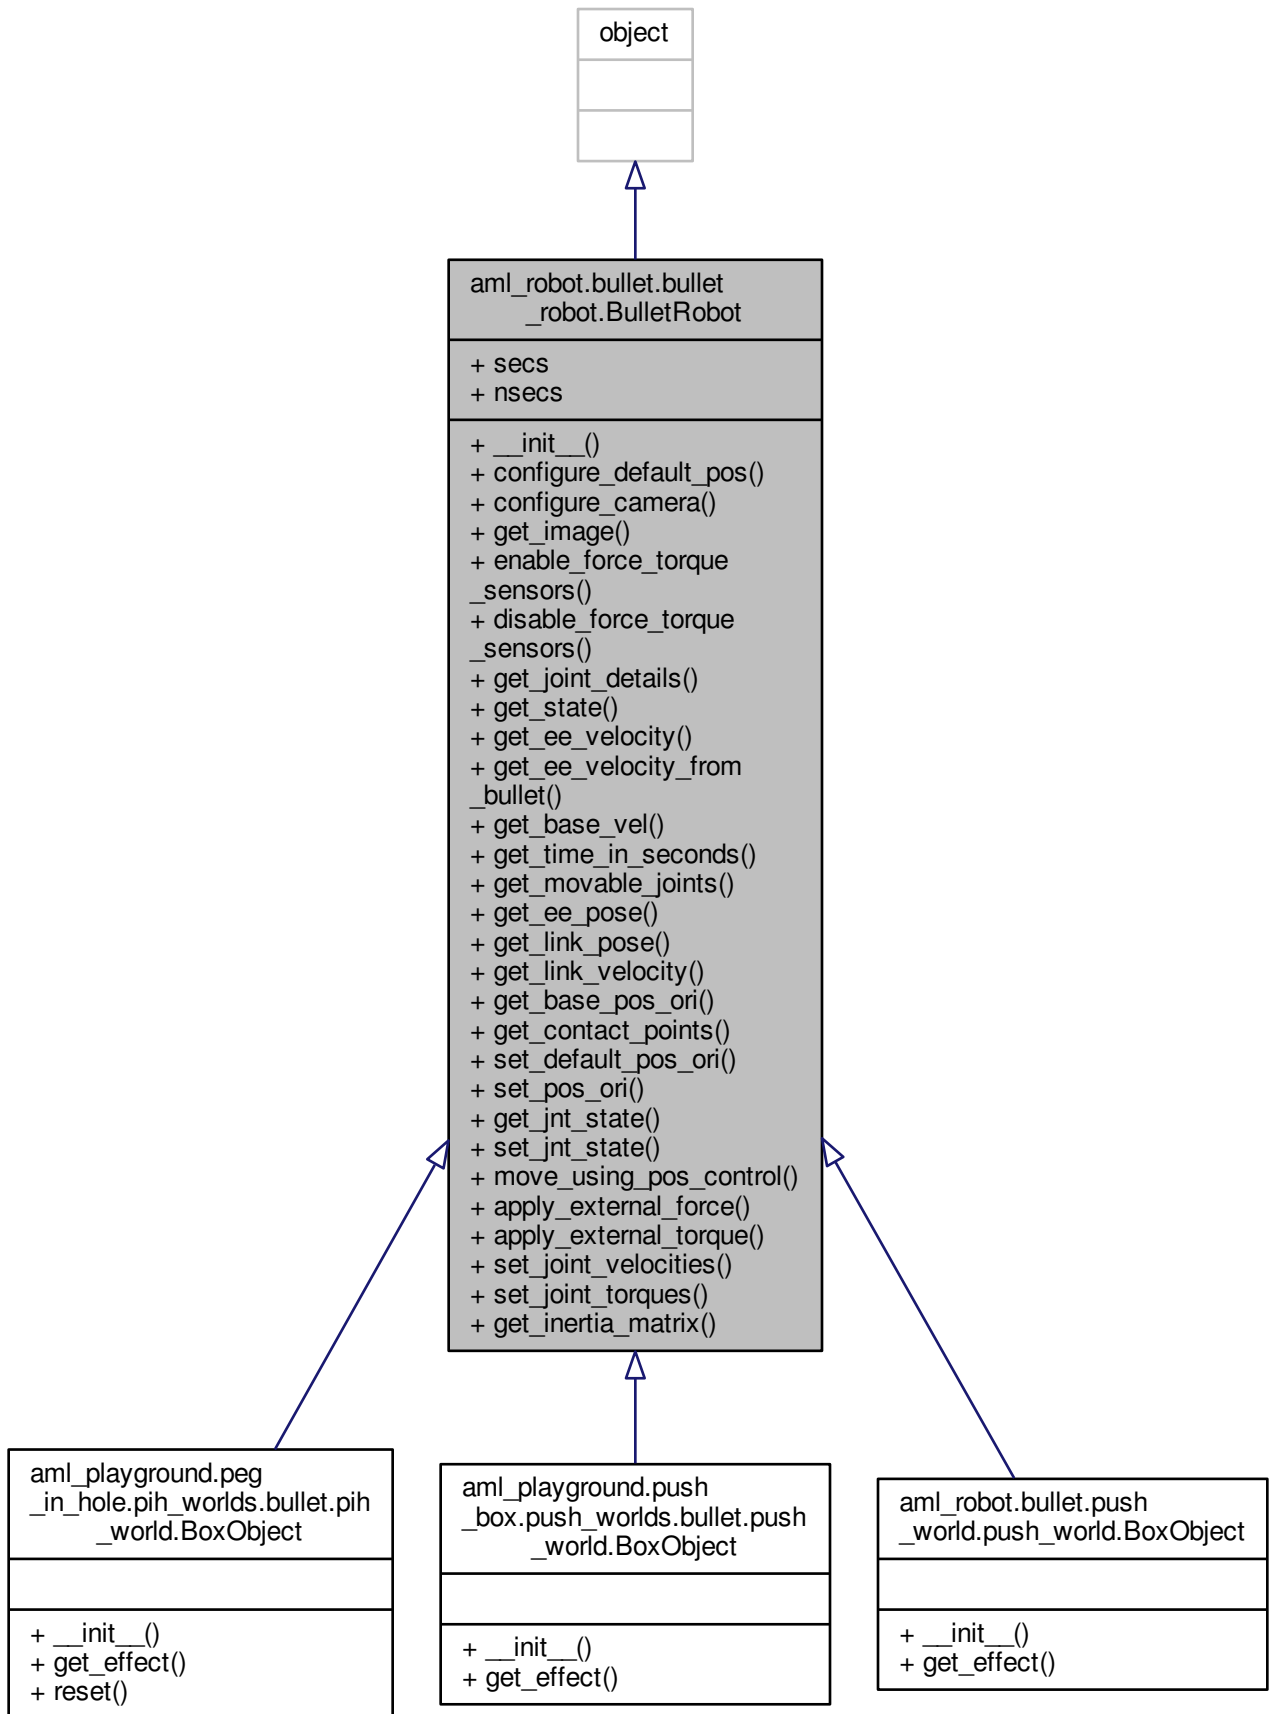 object
aml_robot.bullet.bullet
_robot.BulletRobot
+ secs
+ nsecs
+ __init__()
+ configure_default_pos()
+ configure_camera()
+ get_image()
+ enable_force_torque
_sensors()
+ disable_force_torque
_sensors()
+ get_joint_details()
+ get_state()
+ get_ee_velocity()
+ get_ee_velocity_from
_bullet()
+ get_base_vel()
+ get_time_in_seconds()
+ get_movable_joints()
+ get_ee_pose()
+ get_link_pose()
+ get_link_velocity()
+ get_base_pos_ori()
+ get_contact_points()
+ set_default_pos_ori()
+ set_pos_ori()
+ get_jnt_state()
+ set_jnt_state()
+ move_using_pos_control()
+ apply_external_force()
+ apply_external_torque()
+ set_joint_velocities()
+ set_joint_torques()
+ get_inertia_matrix()
aml_playground.peg
_in_hole.pih_worlds.bullet.pih
_world.BoxObject
+ __init__()
+ get_effect()
+ reset()
aml_playground.push
_box.push_worlds.bullet.push
_world.BoxObject
+ __init__()
+ get_effect()
aml_robot.bullet.push
_world.push_world.BoxObject
+ __init__()
+ get_effect()